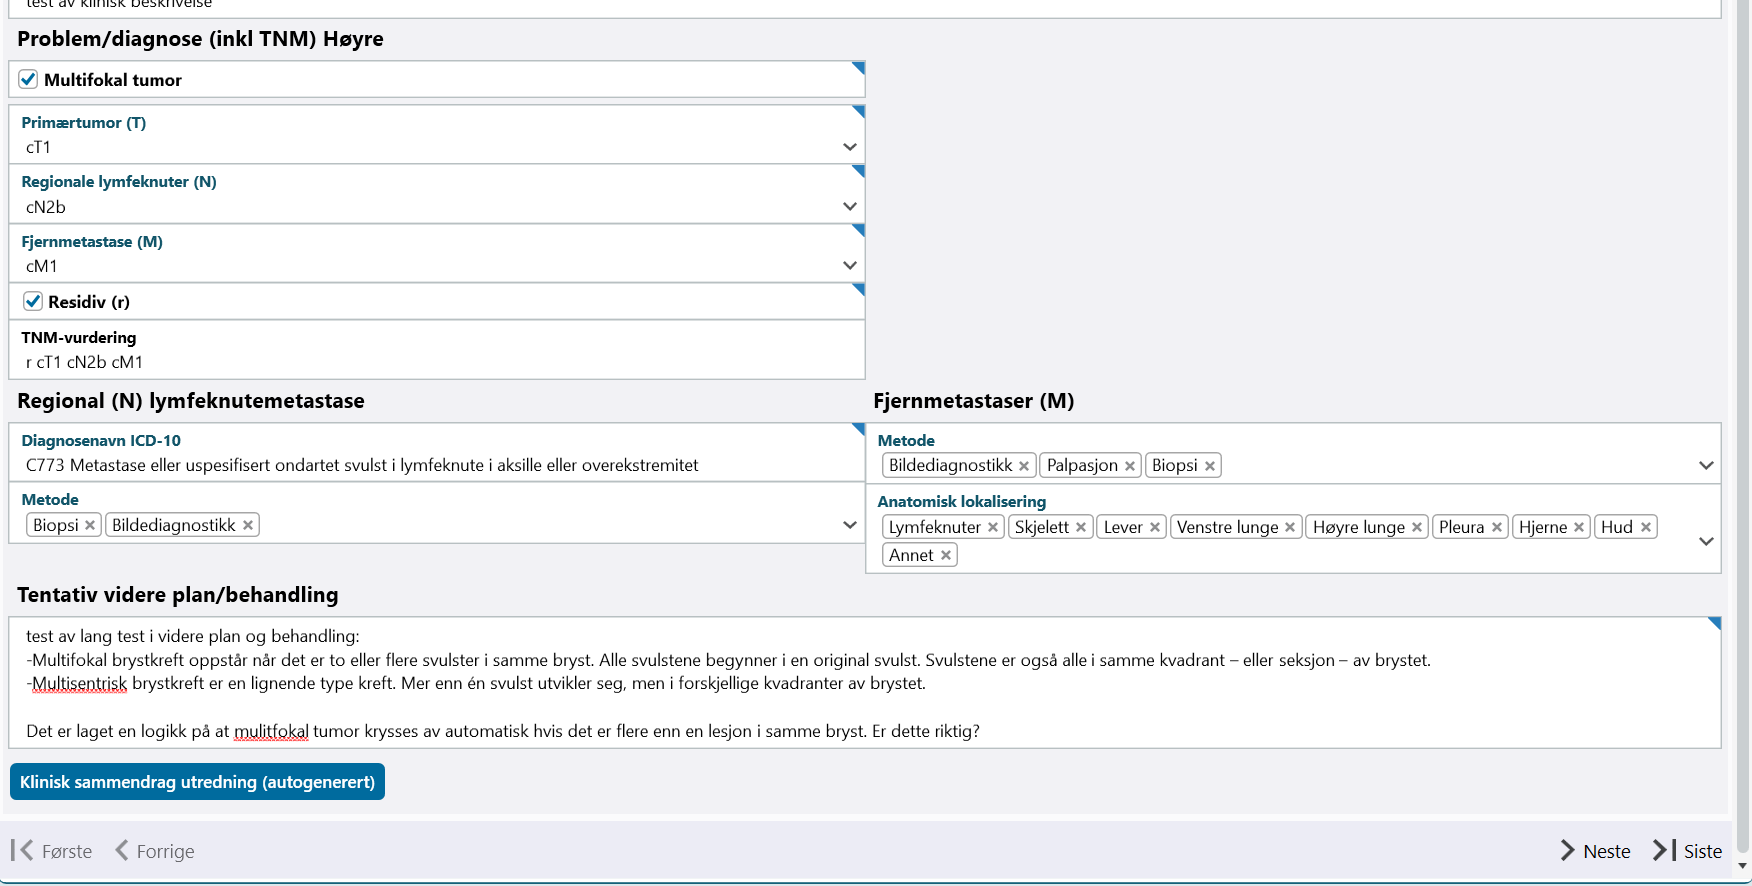 test av klinisk beskrivelse
Problem/diagnose (inkl TNM) Høyre
Multifokal tumor
Primærtumor (T)
cT1
Regionale lymfeknuter (N)
cN2b
Fjernmetastase (M)
cM1
Residiv (r)
TNM-vurdering
r cT1 cN2b cM1
Regional (N) lymfeknutemetastase
Diagnosenavn ICD-10
C773 Metastase eller uspesifisert ondartet svulst i lymfeknute i aksille eller overekstremitet
Metode
Biopsi × Bildediagnostikk ×
Fjernmetastaser (M)
Metode
Bildediagnostikk × Palpasjon × Biopsi ×
Anatomisk lokalisering
Lymfeknuter × Skjelett × Lever × Venstre lunge × Høyre lunge × Pleura × Hjerne × Hud ×
Annet ×
Tentativ videre plan/behandling
test av lang test i videre plan og behandling:
-Multifokal brystkreft oppstår når det er to eller flere svulster i samme bryst. Alle svulstene begynner i en original svulst. Svulstene er også alle i samme kvadrant – eller seksjon – av brystet.
-Multisentrisk brystkreft er en lignende type kreft. Mer enn én svulst utvikler seg, men i forskjellige kvadranter av brystet.
Det er laget en logikk på at mulitfokal tumor krysses av automatisk hvis det er flere enn en lesjon i samme bryst. Er dette riktig?
Klinisk sammendrag utredning (autogenerert)
Første Forrige Neste Siste